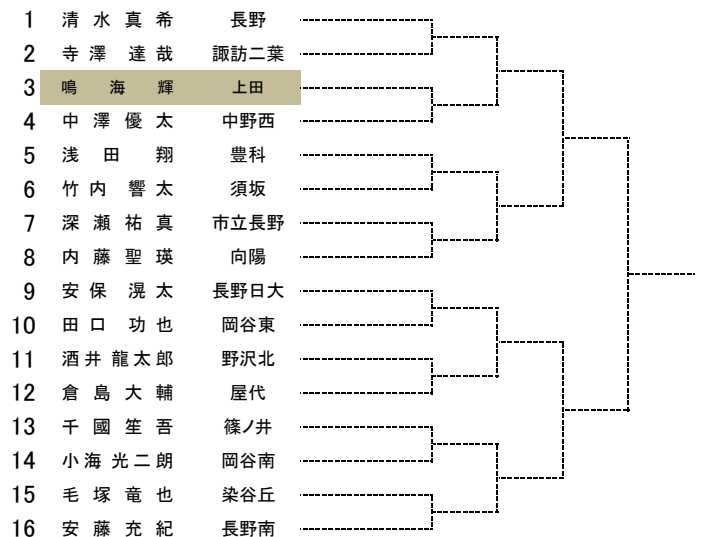 1 清水真希 長野
2 寺澤達哉 諏訪二葉
3 鳴海輝 上田
4 中澤優太 中野西
5 浅田翔 豊科
6 竹内響太 須坂
7 深瀬祐真 市立長野
8 内藤聖瑛 向陽
9 安保滉太 長野日大
10 田口功也 岡谷東
11 酒井龍太郎 野沢北
12 倉島大輔 屋代
13 千國笙吾 篠ノ井
14 小海光二朗 岡谷南
15 毛塚竜也 染谷丘
16 安藤充紀 長野南